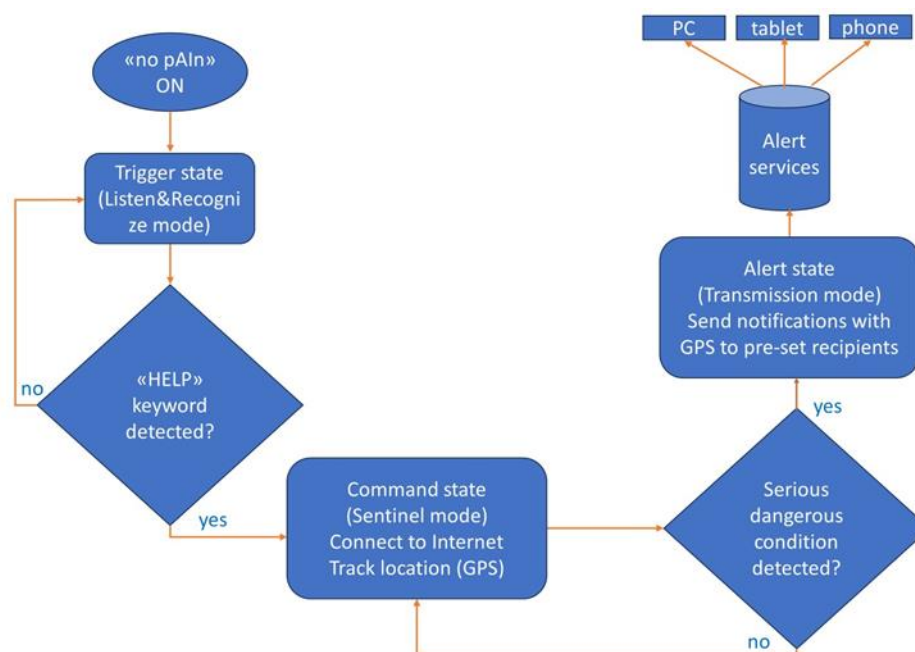 «no pAIn»
ON
Trigger state
(Listen&Recogni
ze mode)
«HELP»
keyword
detected?
no
yes
Command state
(Sentinel mode)
Connect to Internet
Track location (GPS)
Serious
dangerous
condition
detected?
no
yes
Alert state
(Transmission mode)
Send notifications with
GPS to pre-set recipients
Alert
services
PC
tablet
phone